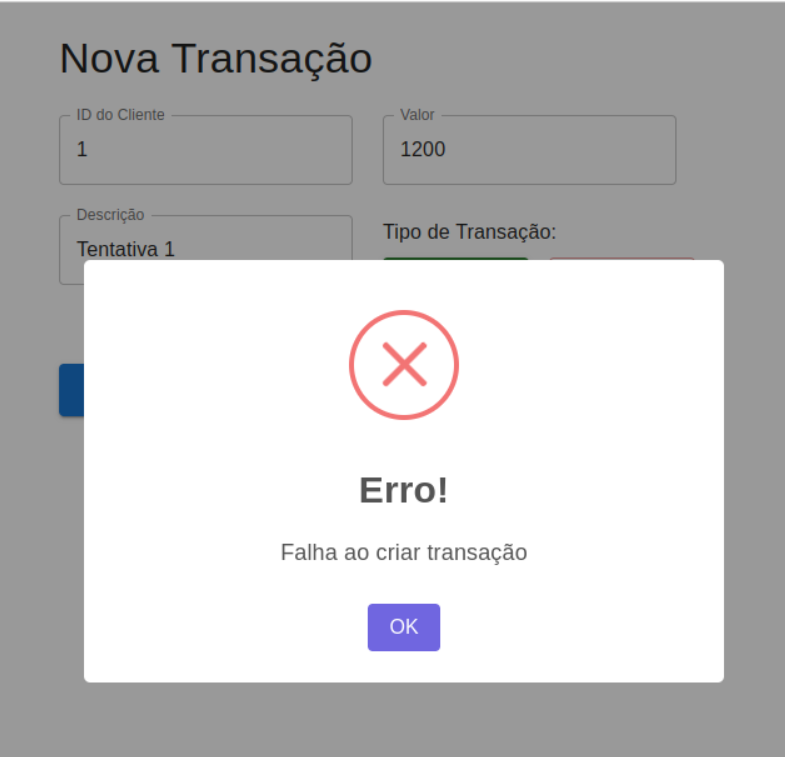 Nova Transação
ID do Cliente
1
Valor
1200
Descrição
Tentativa 1
Tipo de Transação:
Erro!
Falha ao criar transação
OK